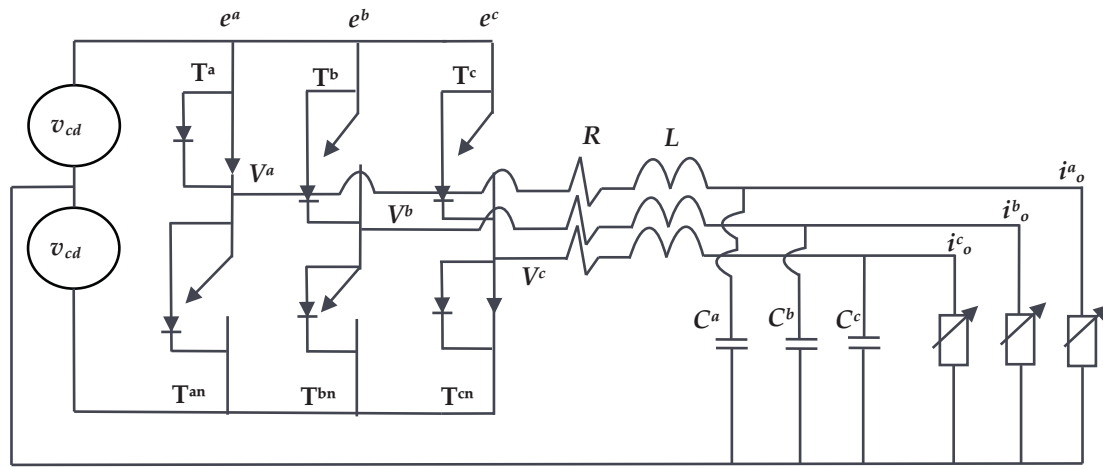 e^a e^b e^c
T^a T^b T^c
v_cd
V^a
R L
i^a_o
V^b
i^b_o
v_cd
i^c_o
V^c
C^a C^b C^c
T^an T^bn T^cn